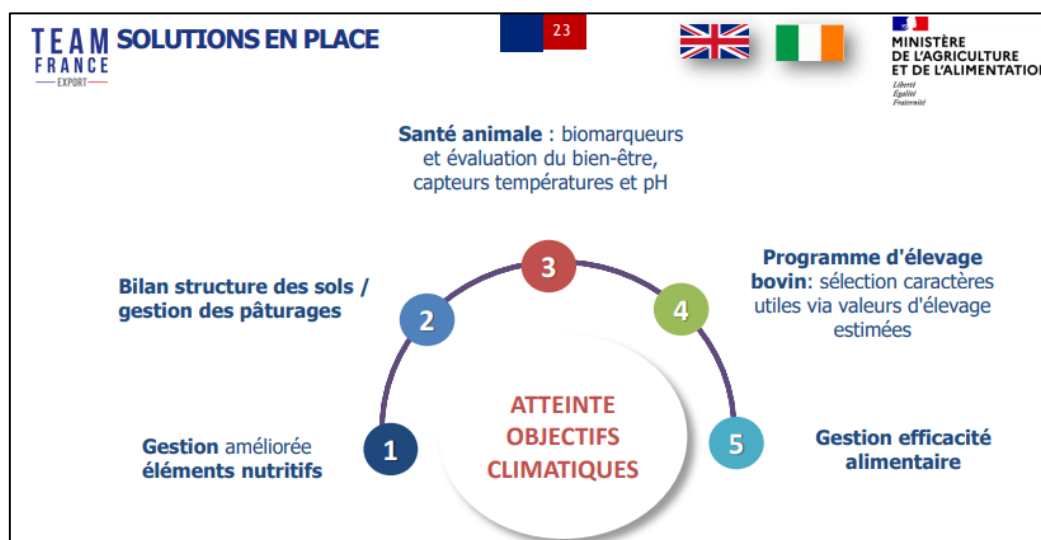 TEAM
FRANCE
EXPORT
SOLUTIONS EN PLACE
23
MINISTÈRE
DE L'AGRICULTURE
ET DE L'ALIMENTATION
Liberté
Égalité
Fraternité
Santé animale : biomarqueurs
et évaluation du bien-être,
capteurs températures et pH
3
Bilan structure des sols /
gestion des pâturages
2
Programme d'élevage
bovin: sélection caractères
utiles via valeurs d'élevage
estimées
4
ATTEINTE
OBJECTIFS
CLIMATIQUES
Gestion améliorée
éléments nutritifs
1
5
Gestion efficacité
alimentaire